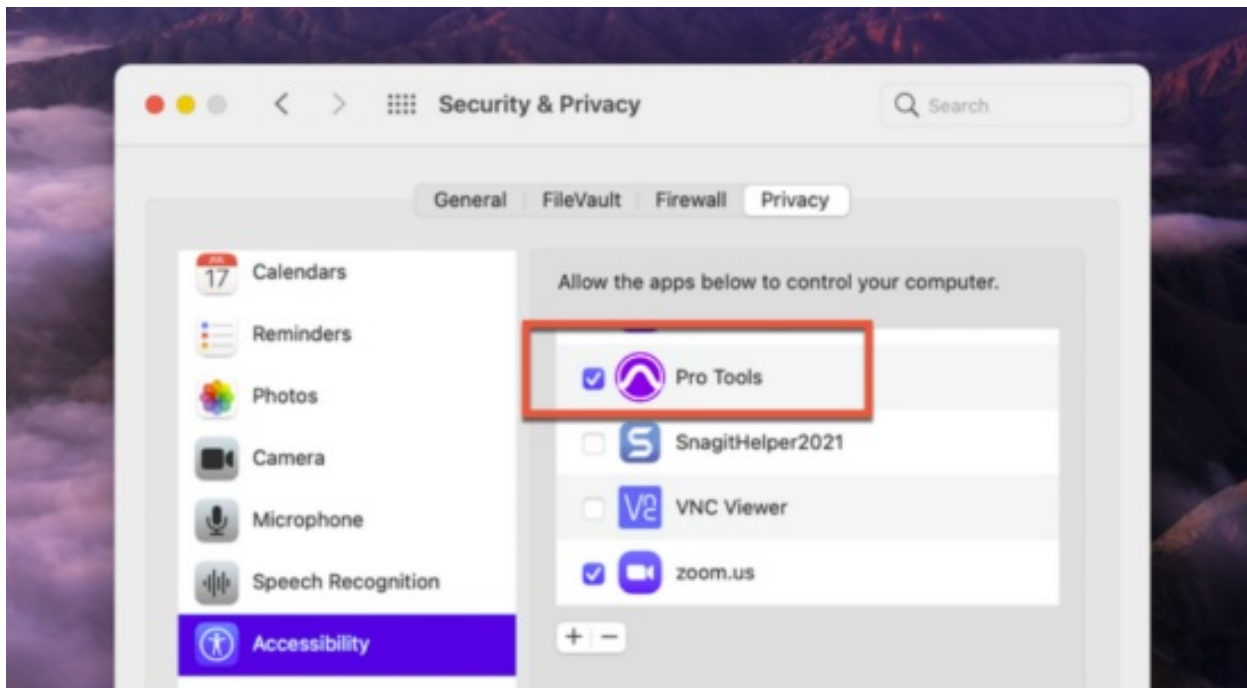 Security & Privacy
Search
General FileVault Firewall Privacy
17
Calendars
Reminders
Photos
Camera
Microphone
Speech Recognition
Accessibility
Allow the apps below to control your computer.
Pro Tools
SnagitHelper2021
VNC Viewer
zoom.us